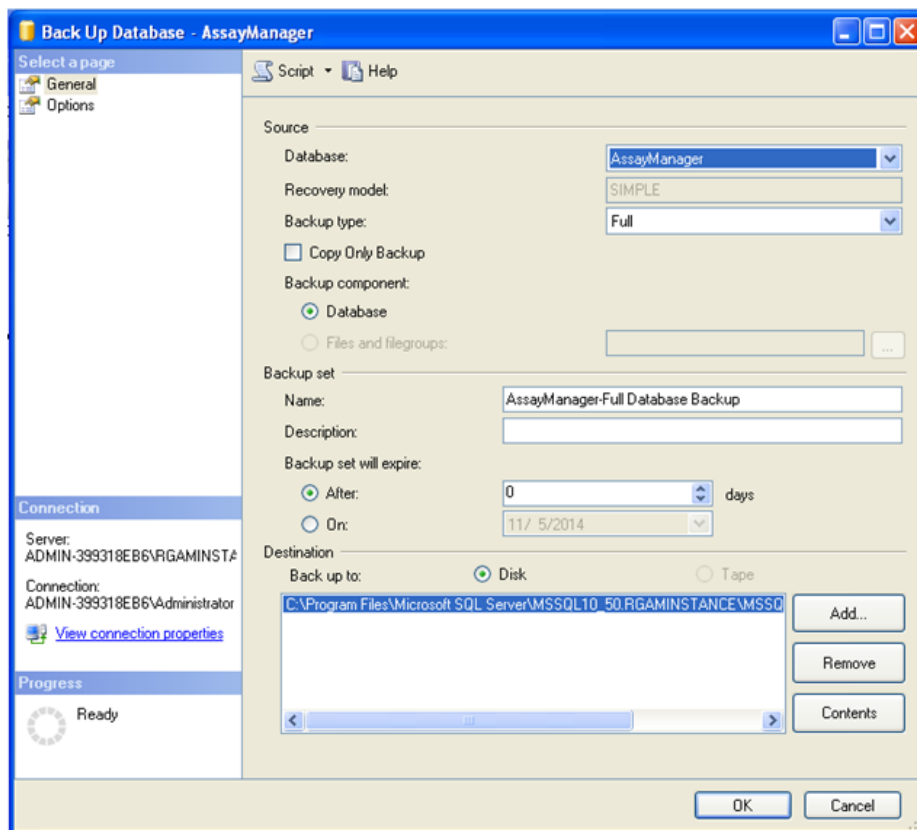 Back Up Database - AssayManager
Select a page
General
Options
Script
Help
Source
Database:
AssayManager
Recovery model:
SIMPLE
Backup type:
Full
Copy Only Backup
Backup component:
Database
Files and filegroups:
...
Backup set
Name:
AssayManager-Full Database Backup
Description:
Backup set will expire:
After:
0
days
On:
11/ 5/2014
Destination
Back up to:
Disk
Tape
C:\Program Files\Microsoft SQL Server\MSSQL10_50.RGAMINSTANCE\MSSQ
Add...
Remove
Contents
Connection
Server:
ADMIN-399318EB6\RGAMINSTA
Connection:
ADMIN-399318EB6\Administrator
View connection properties
Progress
Ready
OK
Cancel